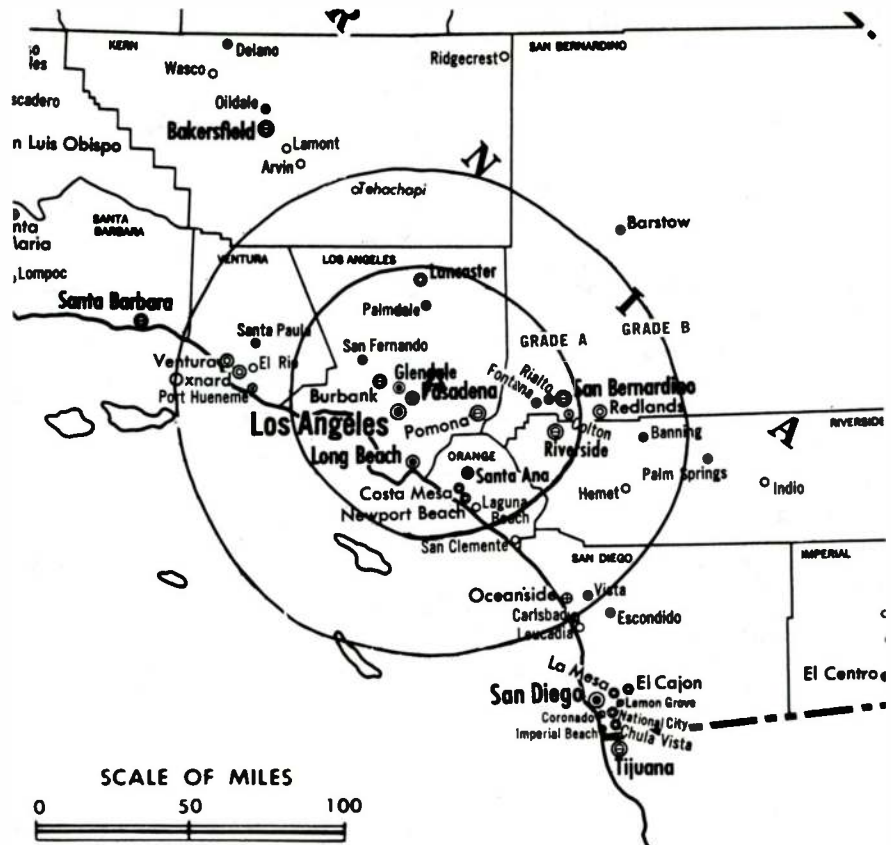 KERN
Delano
Wasco
Ridgecrest
SAN BERNARDINO
Oildale
Bakersfield
Lamont
Arvin
n Luis Obispo
scadero
N
Tehachapi
SANTA
BARBARA
nta
Maria
Lompoc
Barstow
VENTURA
LOS ANGELES
Lancaster
Santa Barbara
Palmdale
I
GRADE A
GRADE B
Santa Paula
San Fernando
Ventura
El Rio
Oxnard
Port Hueneme
Glendale
Burbank
Pasadena
Rialto
Fontana
San Bernardino
Redlands
Los Angeles
Pomona
Colton
Riverside
Banning
A
RIVERSIDE
Long Beach
ORANGE
Santa Ana
Palm Springs
Hemet
Indio
Costa Mesa
Newport Beach
Laguna
Beach
San Clemente
SAN DIEGO
IMPERIAL
Oceanside
Vista
Carlsbad
Escondido
Leucadia
La Mesa
El Cajon
El Centro
San Diego
Lemon Grove
Coronado
National City
Imperial Beach
Chula Vista
Tijuana
SCALE OF MILES
0 50 100